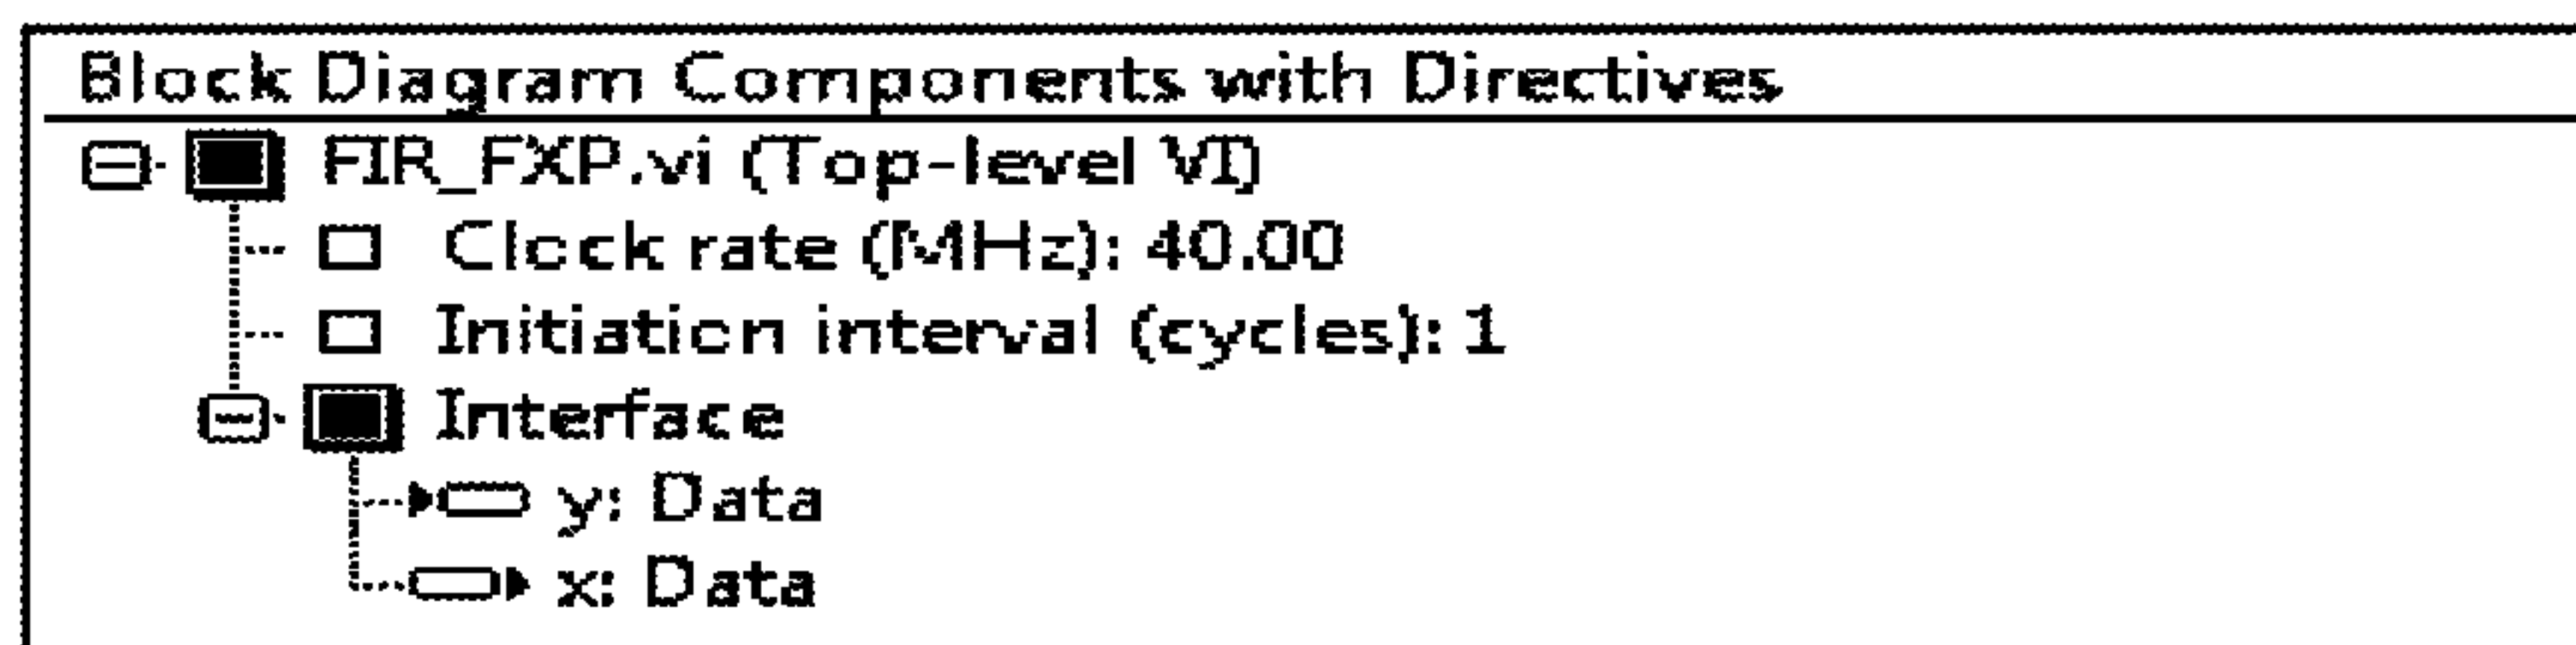 Block Diagram Components with Directives
FIR_FXP.vi (Top-level VI)
Clock rate (MHz): 40.00
Initiation interval (cycles): 1
Interface
y: Data
x: Data